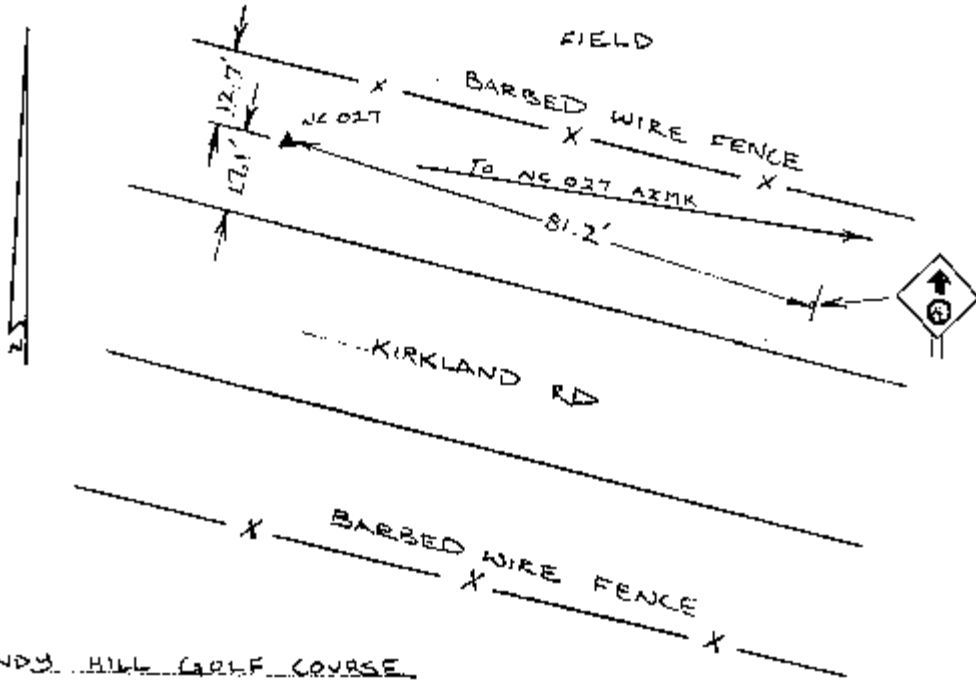 FIELD
BARBED WIRE FENCE
12.7'
NC 027
17.1'
TO NC 027 AZMK
81.2'
N
KIRKLAND RD
BARBED WIRE FENCE
NDY HILL GOLF COURSE